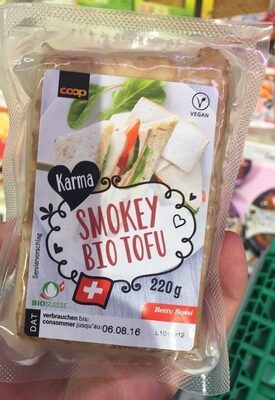 coop
VEGAN
Karma
SMOKEY
BIO TOFU
Serviervorschlag
220g
BIOSUISSE
Betty Bossi
DAT
verbrauchen bis:
consommer jusqu'au: 06.08.16